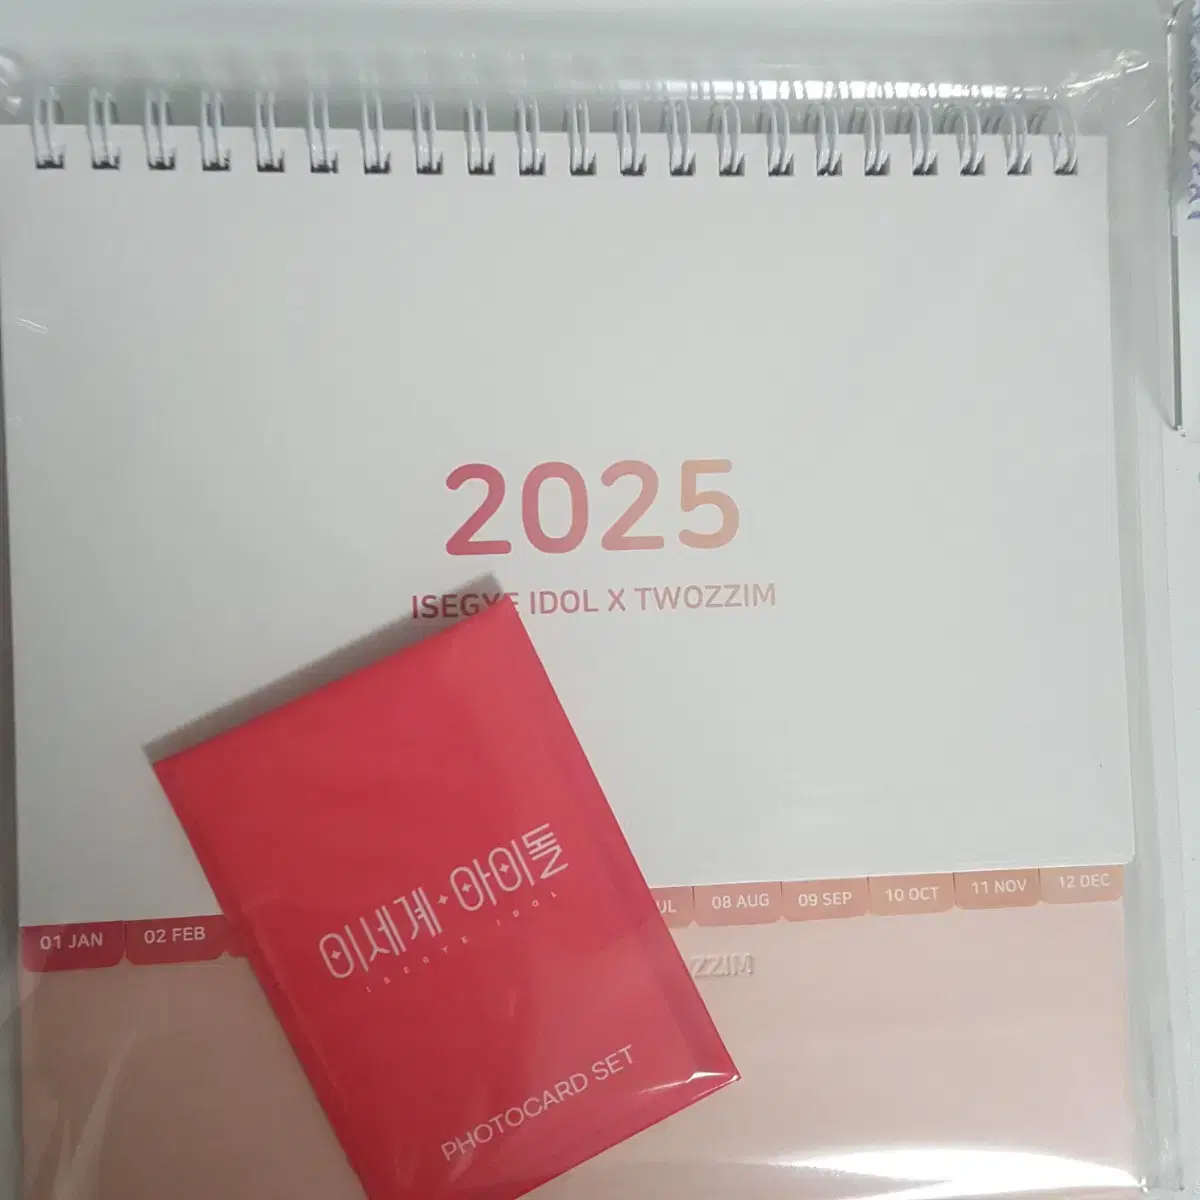 2025
ISEGYE IDOL X TWOZZIM
이세계 아이돌
ISEGYE IDOL
PHOTOCARD SET
01 JAN
02 FEB
08 AUG
09 SEP
10 OCT
11 NOV
12 DEC